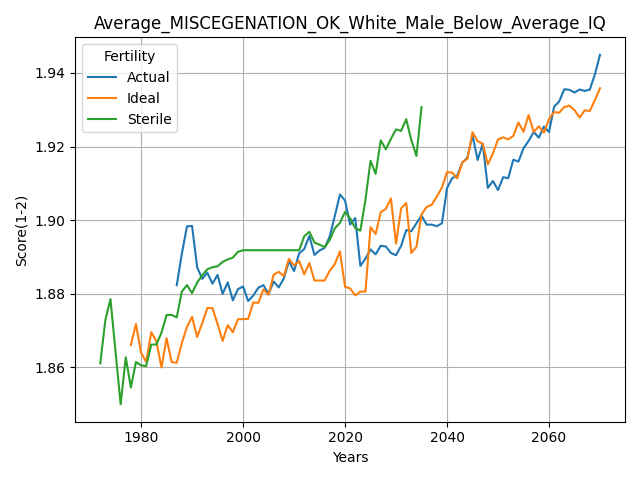 Average_MISCEGENATION_OK_White_Male_Below_Average_IQ
Fertility
Actual
Ideal
Sterile
Score(1-2)
1.94
1.92
1.90
1.88
1.86
1980
2000
2020
2040
2060
Years